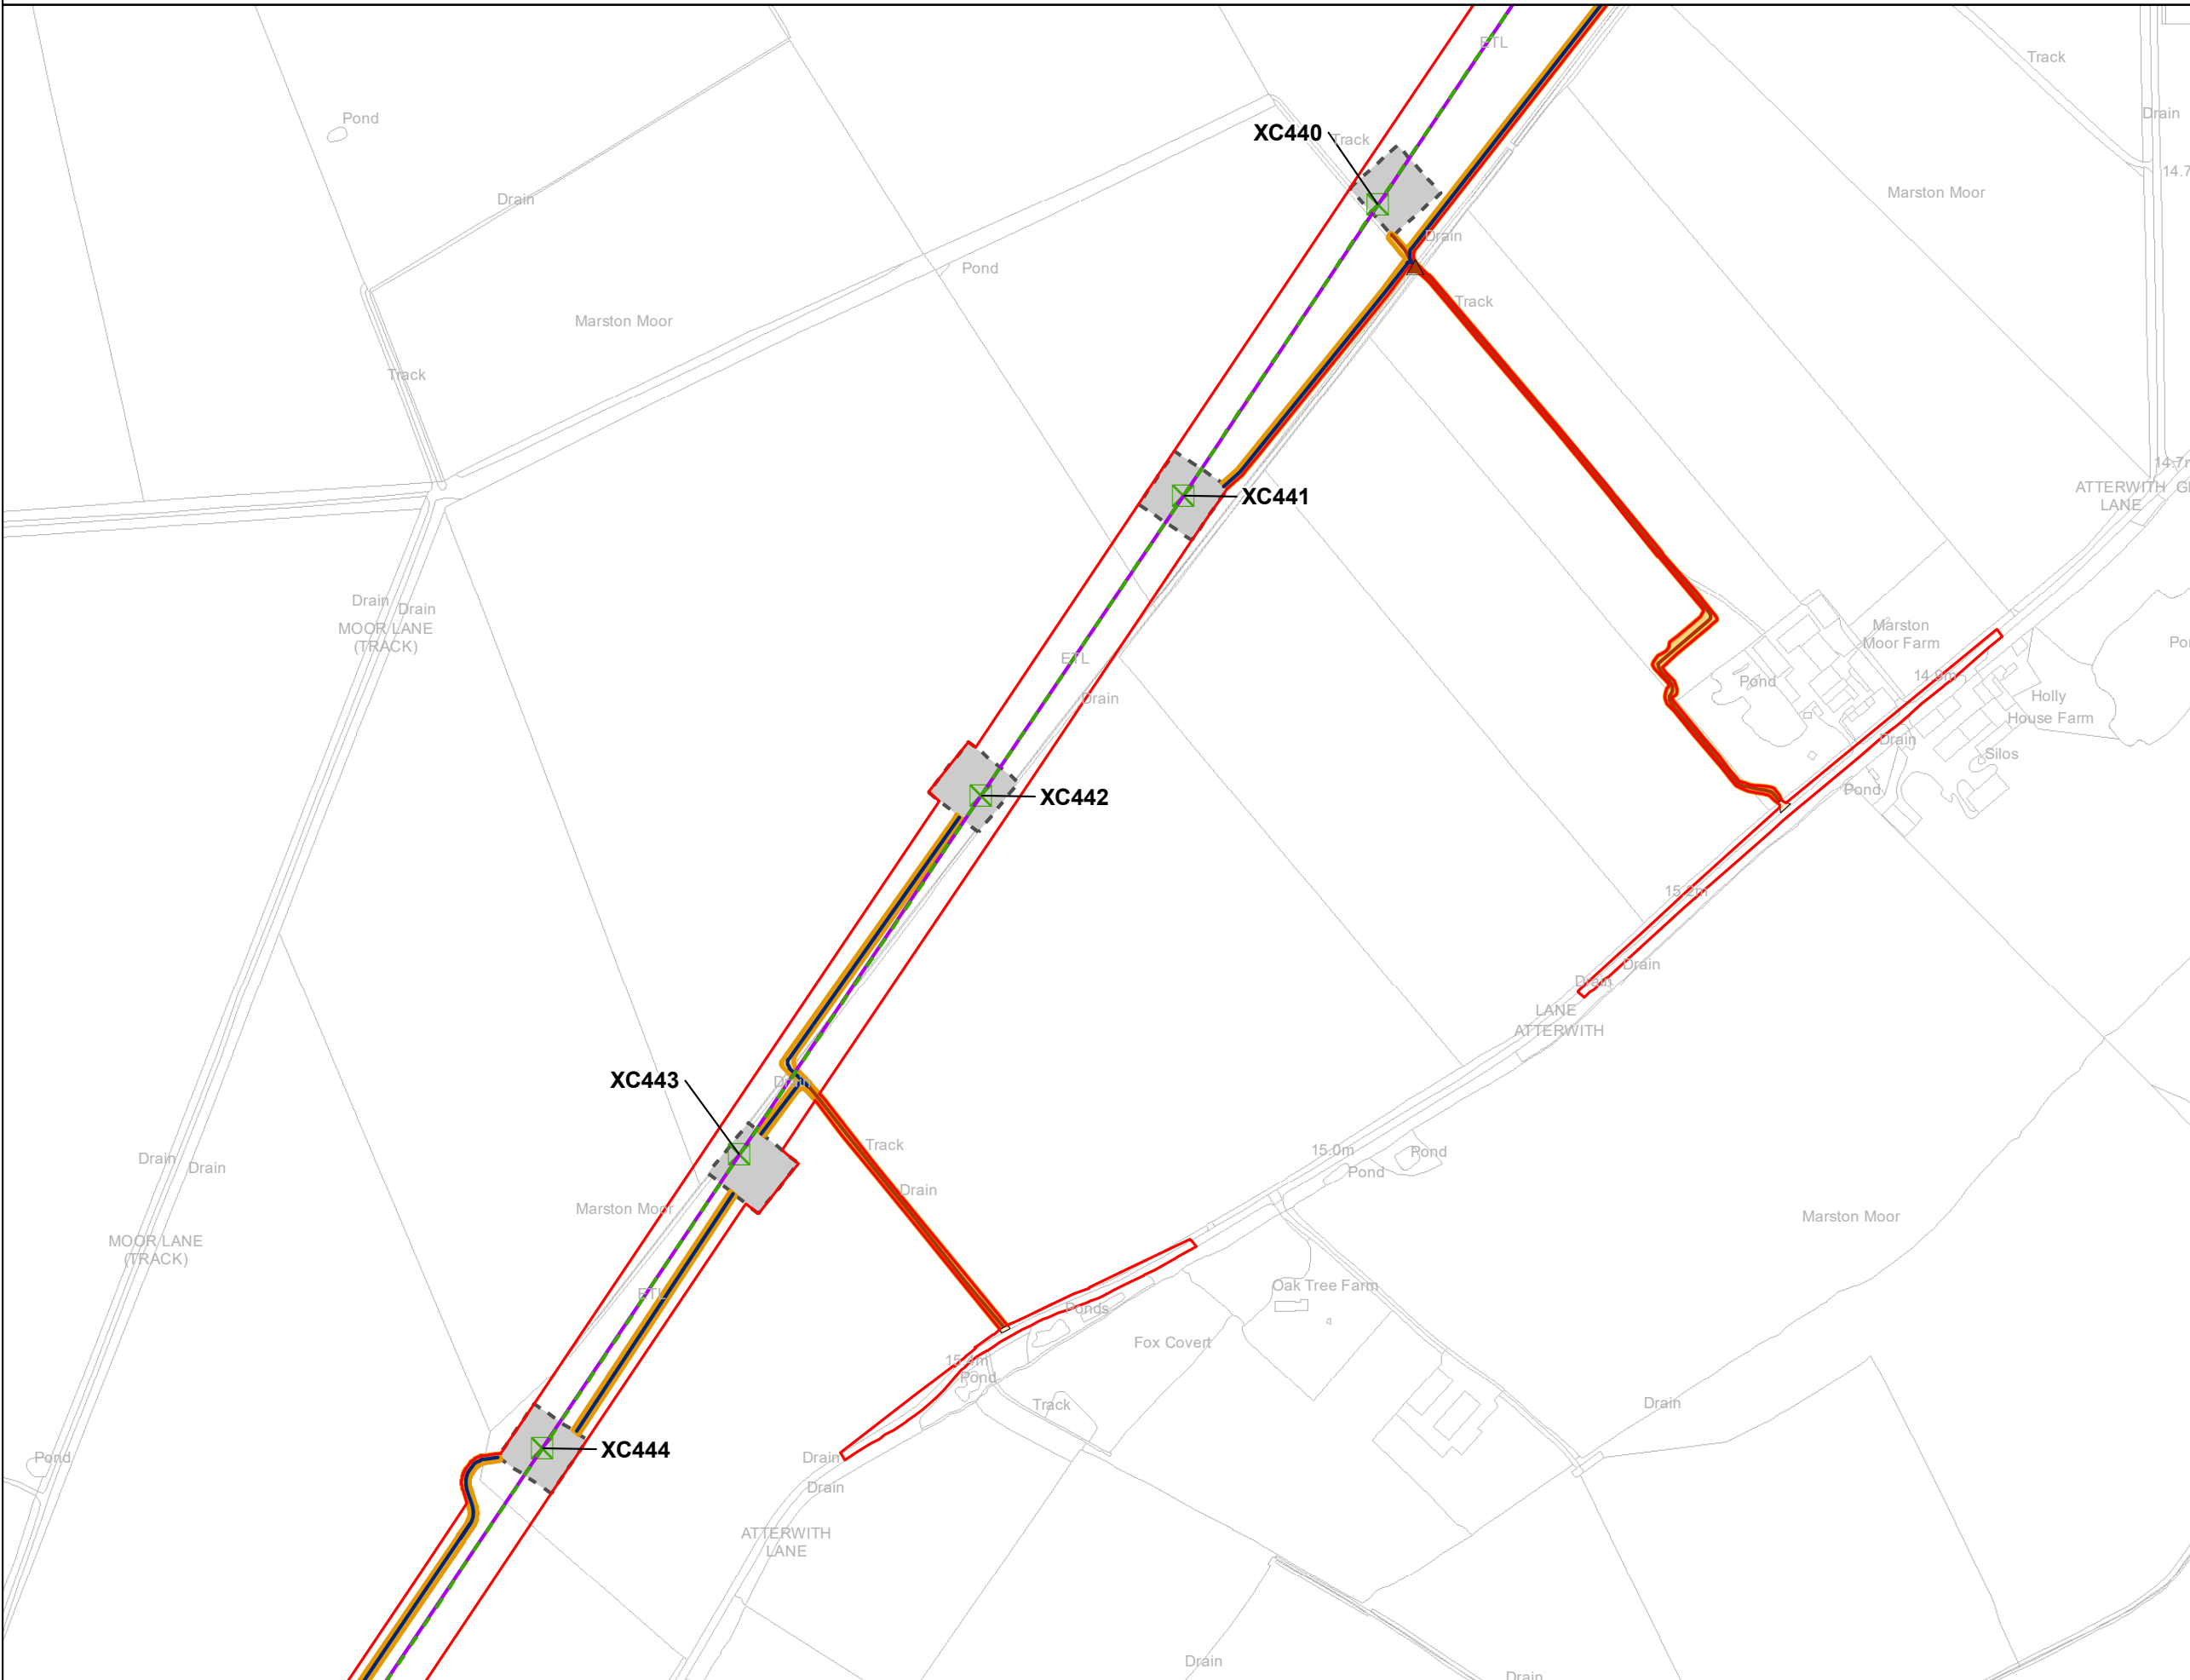 ETL
Track
Drain
14.7
Pond
XC440
Track
Marston Moor
Drain
Drain
Pond
Track
Marston Moor
Track
14.7m
ATTERWITH
LANE
XC441
Drain
Drain
MOOR LANE
(TRACK)
ETL
Drain
Marston
Moor Farm
14.9m
Pond
Holly
House Farm
Drain
Silos
Pond
XC442
15.2m
Drain
Drain
LANE
ATTERWITH
XC443
Drain
Track
Drain
15.0m
Pond
Pond
Drain
Drain
Marston Moor
Marston Moor
MOOR LANE
(TRACK)
ETL
Oak Tree Farm
Ponds
Fox Covert
15.4m
Pond
Track
Drain
XC444
Pond
Drain
Drain
ATTERWITH
LANE
Drain
Drain